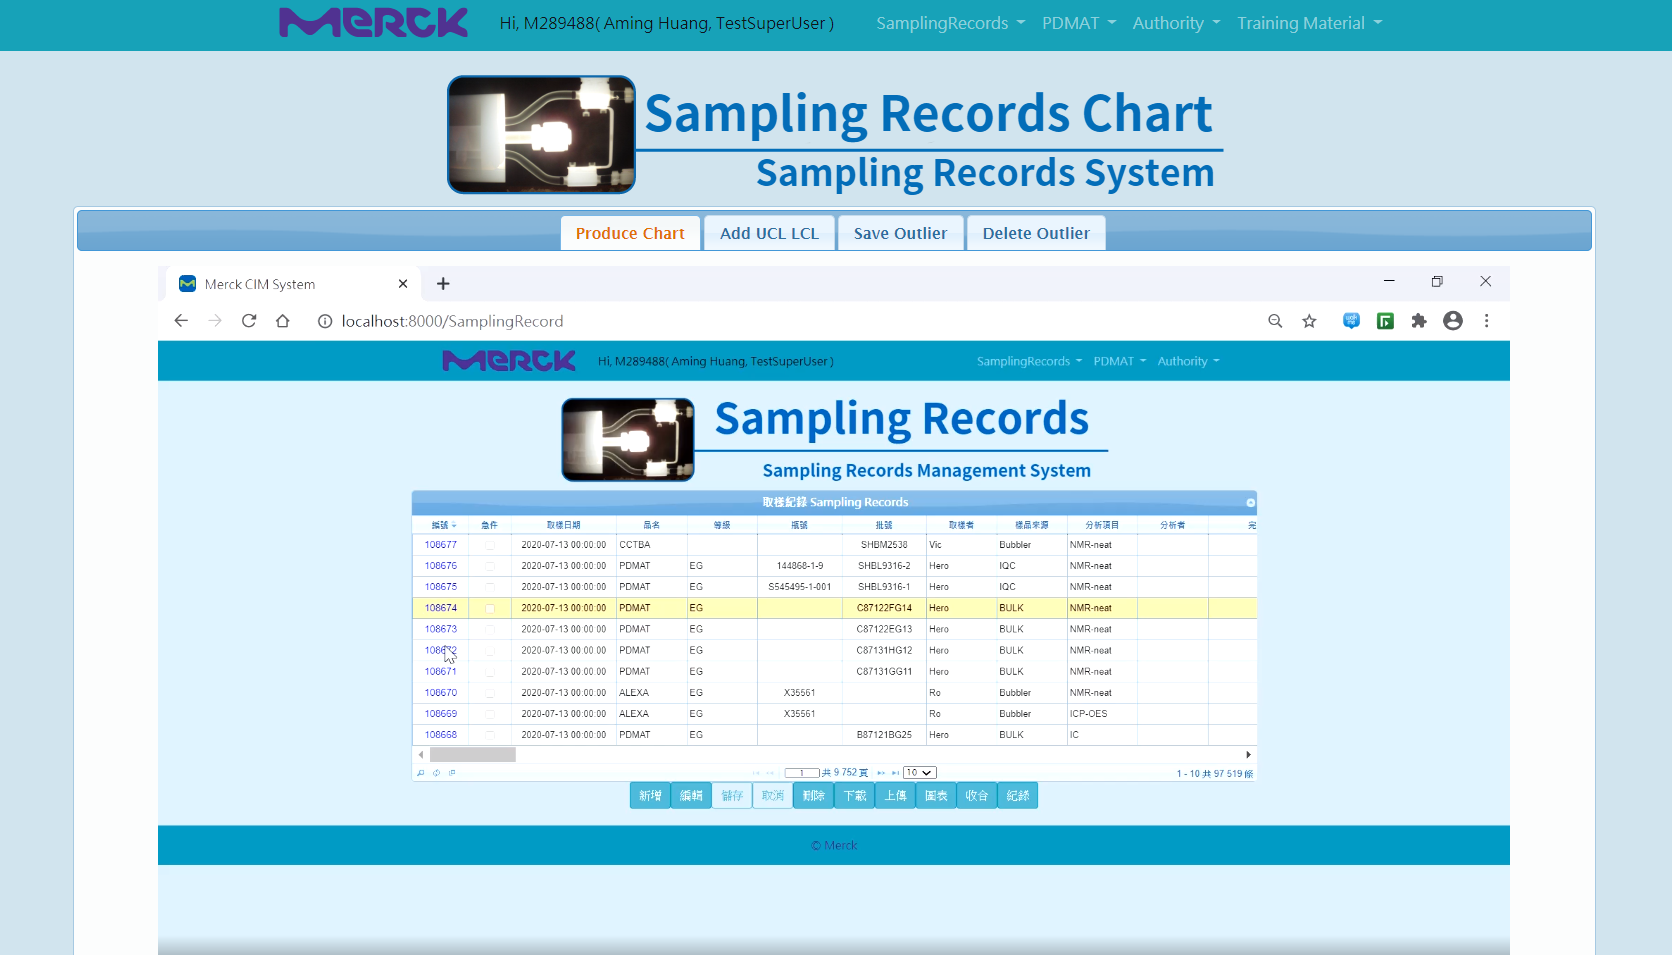 MERCK Hi, M289488( Aming Huang, TestSuperUser ) SamplingRecords PDMAT Authority Training Material
Sampling Records Chart
Sampling Records System
Produce Chart Add UCL LCL Save Outlier Delete Outlier
Merck CIM System
localhost:8000/SamplingRecord
MERCK Hi, M289488( Aming Huang, TestSuperUser ) SamplingRecords PDMAT Authority
Sampling Records
Sampling Records Management System
取樣紀錄 Sampling Records
編號 急件 取樣日期 品名 等級 瓶號 批號 取樣者 樣品來源 分析項目 分析者 完
108677 2020-07-13 00:00:00 CCTBA SHBM2538 Vic Bubbler NMR-neat
108676 2020-07-13 00:00:00 PDMAT EG 144868-1-9 SHBL9316-2 Hero IQC NMR-neat
108675 2020-07-13 00:00:00 PDMAT EG S545495-1-001 SHBL9316-1 Hero IQC NMR-neat
108674 2020-07-13 00:00:00 PDMAT EG C87122FG14 Hero BULK NMR-neat
108673 2020-07-13 00:00:00 PDMAT EG C87122EG13 Hero BULK NMR-neat
108672 2020-07-13 00:00:00 PDMAT EG C87131HG12 Hero BULK NMR-neat
108671 2020-07-13 00:00:00 PDMAT EG C87131GG11 Hero BULK NMR-neat
108670 2020-07-13 00:00:00 ALEXA EG X35561 Ro Bubbler NMR-neat
108669 2020-07-13 00:00:00 ALEXA EG X35561 Ro Bubbler ICP-OES
108668 2020-07-13 00:00:00 PDMAT EG B87121BG25 Hero BULK IC
1 共 9 752 頁 10 1 - 10 共 97 519 條
新增 編輯 儲存 取消 刪除 下載 上傳 圖表 收合 紀錄
© Merck